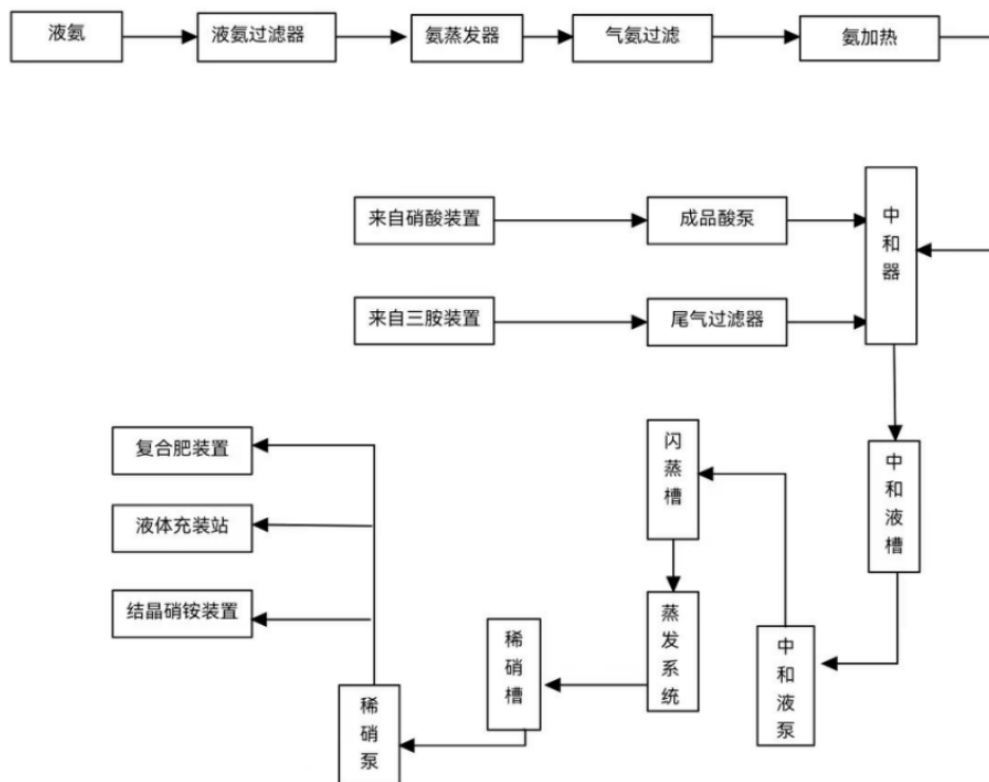 液氨
液氨过滤器
氨蒸发器
气氨过滤
氨加热
来自硝酸装置
成品酸泵
中和器
来自三胺装置
尾气过滤器
复合肥装置
液体充装站
结晶硝铵装置
闪蒸槽
中和液槽
蒸发系统
稀硝槽
中和液泵
稀硝泵